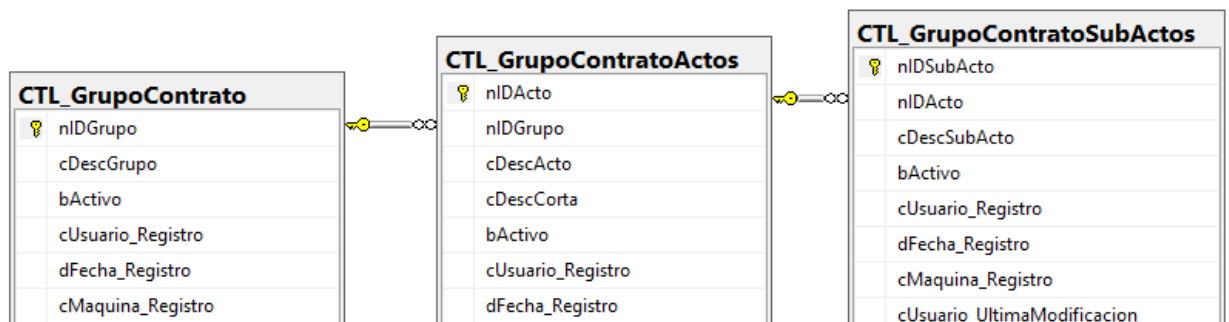 CTL_GrupoContrato
nIDGrupo
cDescGrupo
bActivo
cUsuario_Registro
dFecha_Registro
cMaquina_Registro
CTL_GrupoContratoActos
nIDActo
nIDGrupo
cDescActo
cDescCorta
bActivo
cUsuario_Registro
dFecha_Registro
CTL_GrupoContratoSubActos
nIDSubActo
nIDActo
cDescSubActo
bActivo
cUsuario_Registro
dFecha_Registro
cMaquina_Registro
cUsuario_UltimaModificacion